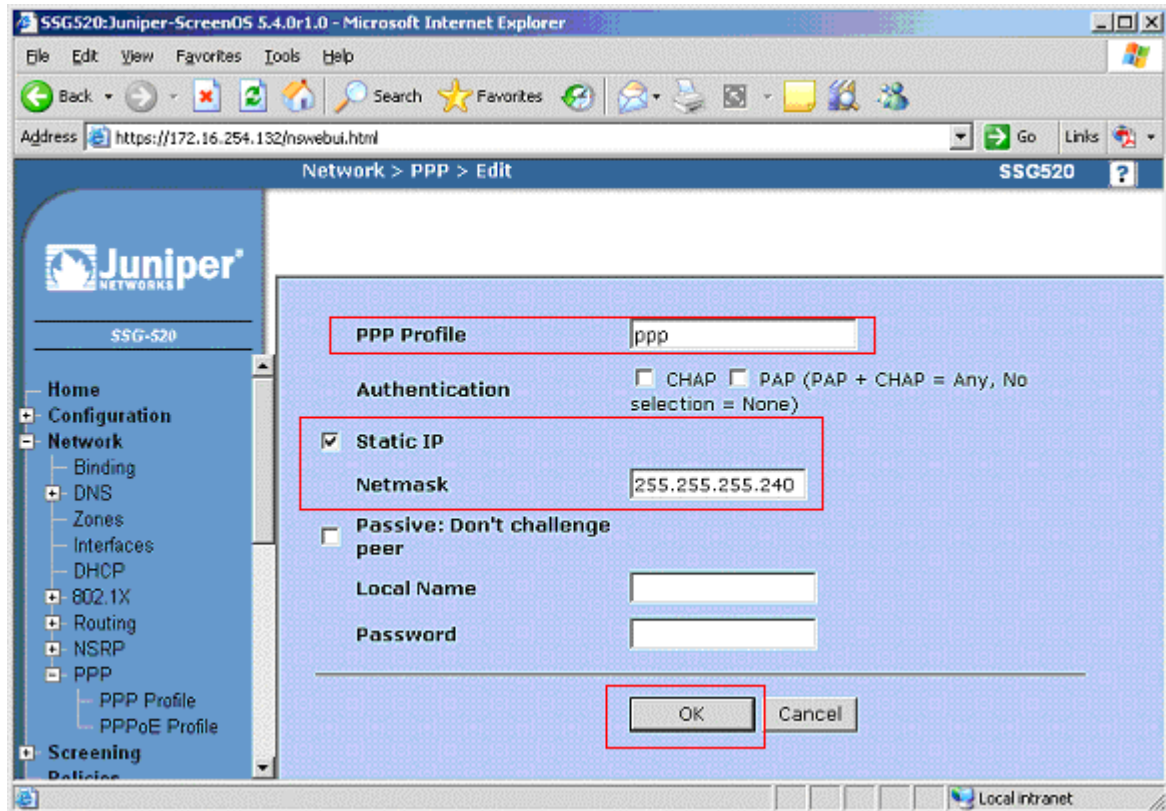 SSG520:Juniper-ScreenOS 5.4.0r1.0 - Microsoft Internet Explorer
File Edit View Favorites Tools Help
Back Search Favorites
Address https://172.16.254.132/nswebui.html Go Links
Network > PPP > Edit SSG520 ?
Juniper
NETWORKS
SSG-520
Home
Configuration
Network
Binding
DNS
Zones
Interfaces
DHCP
802.1X
Routing
NSRP
PPP
PPP Profile
PPPoE Profile
Screening
Policies
PPP Profile ppp
Authentication CHAP PAP (PAP + CHAP = Any, No
selection = None)
Static IP
Netmask 255.255.255.240
Passive: Don't challenge
peer
Local Name
Password
OK Cancel
Local intranet